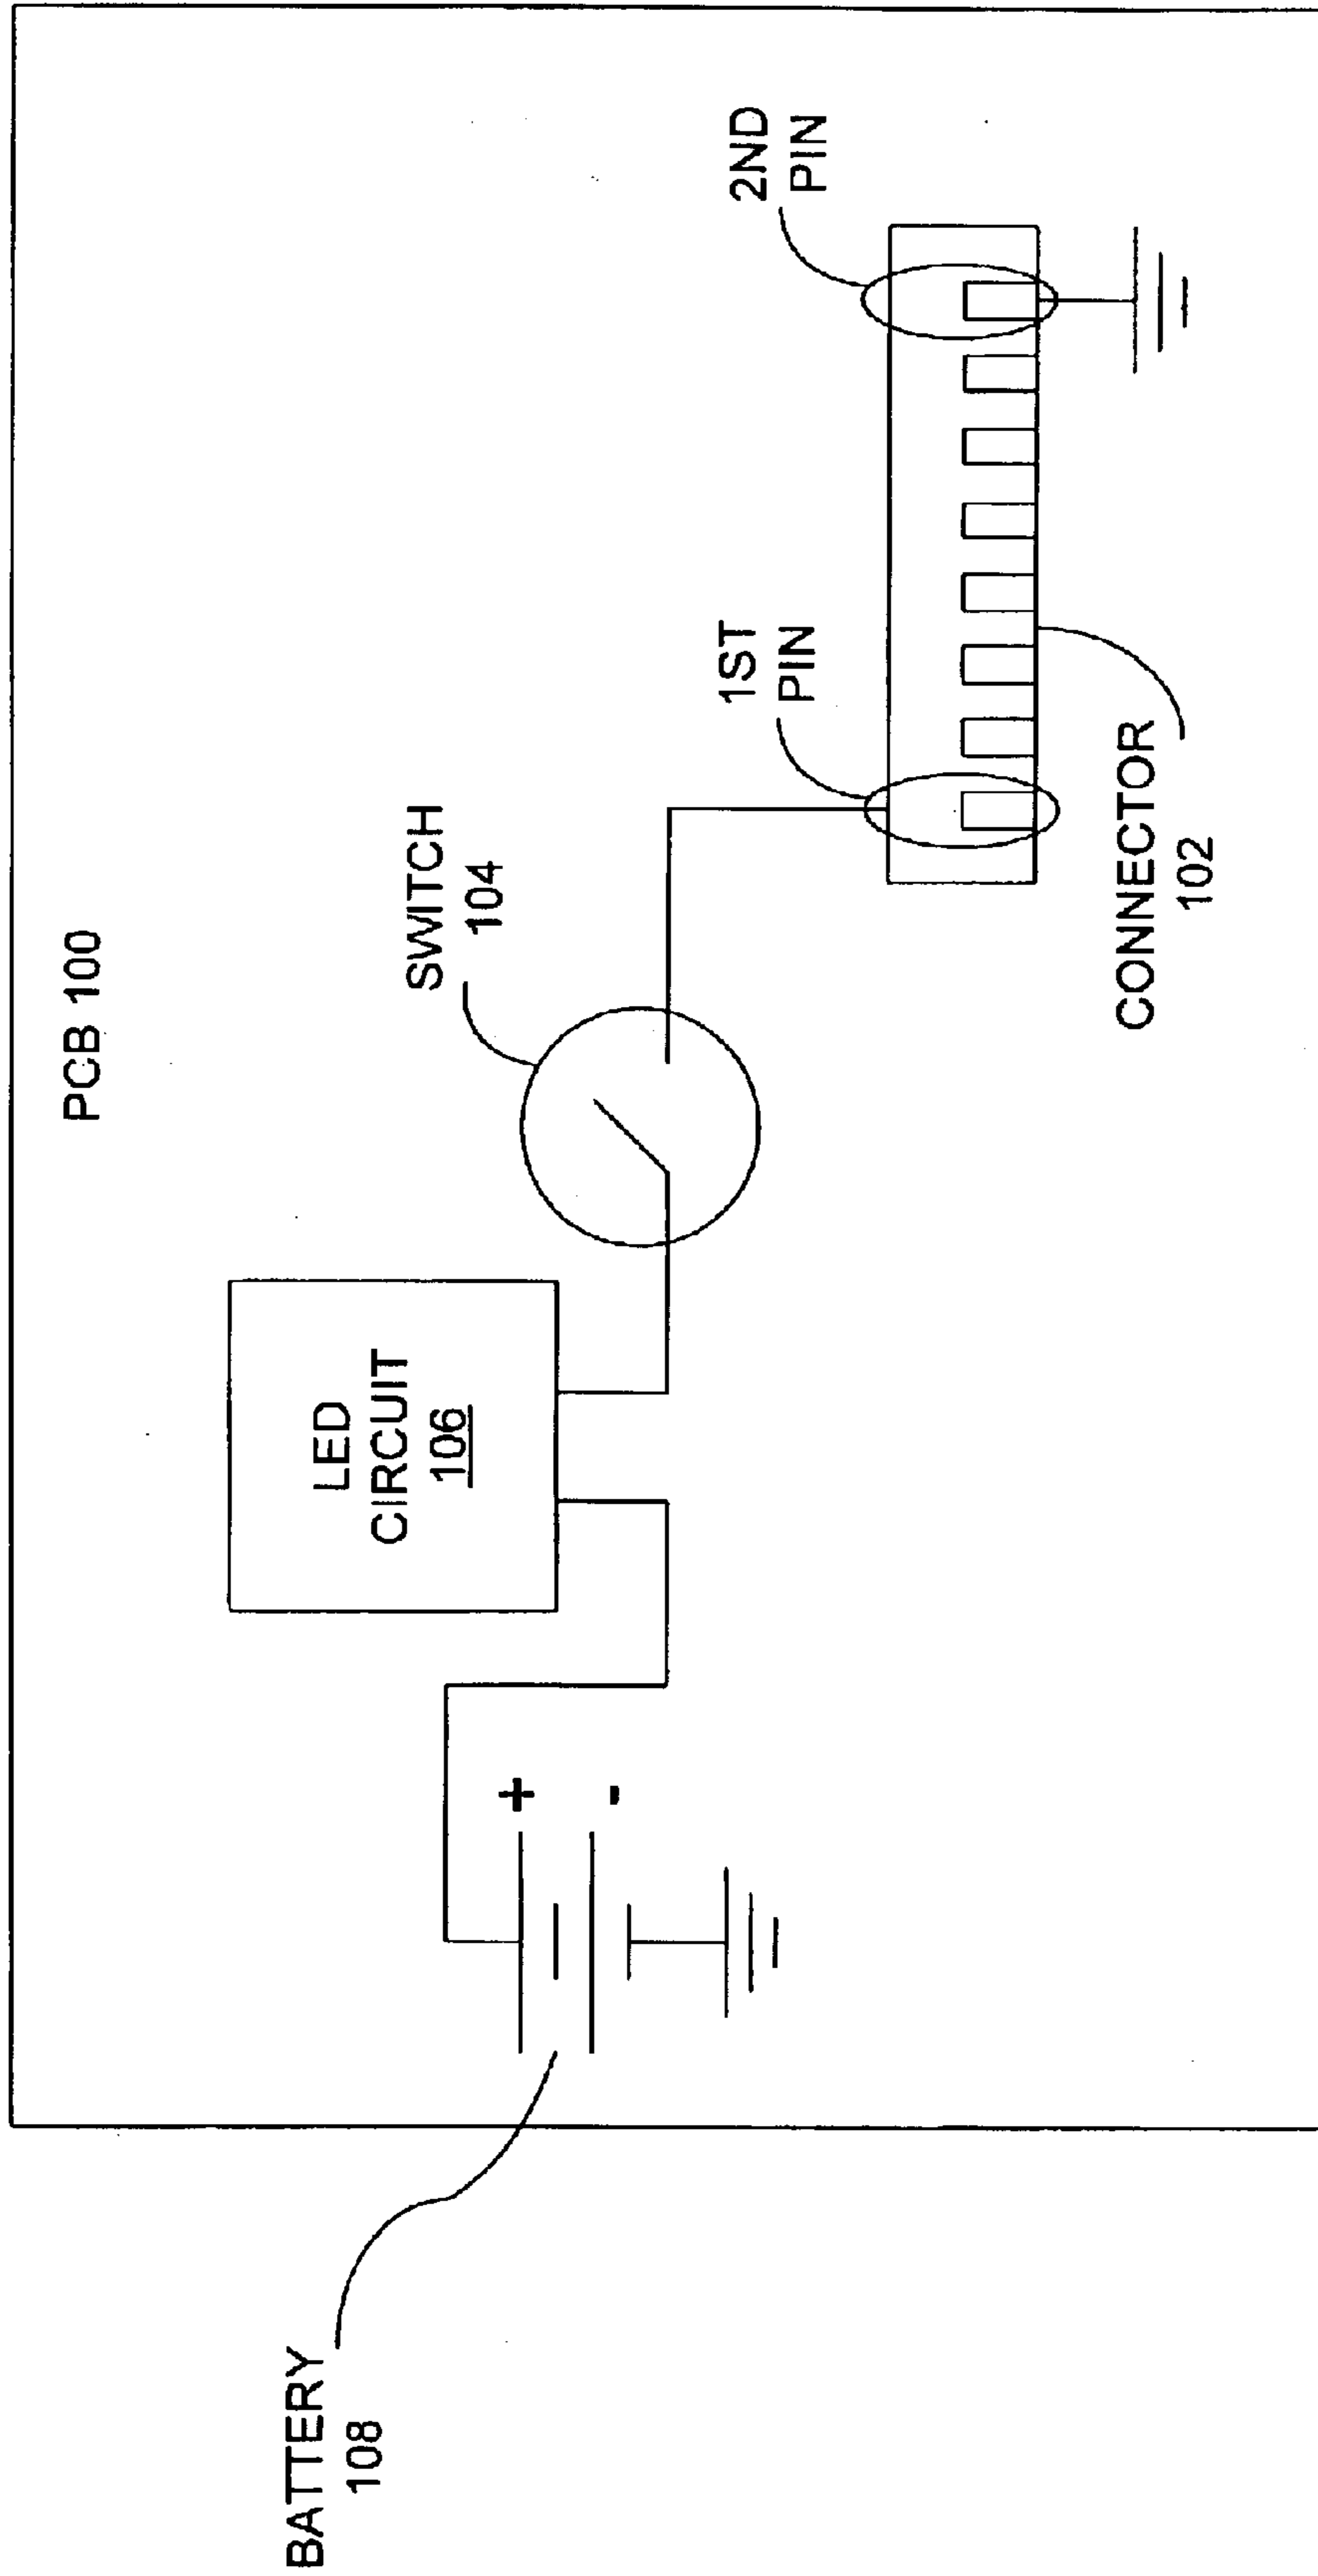 PCB 100
BATTERY
108
+
-
LED
CIRCUIT
106
SWITCH
104
1ST
PIN
2ND
PIN
CONNECTOR
102